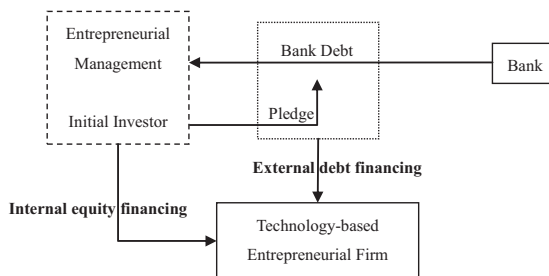 Entrepreneurial
Management
Bank Debt
Bank
Initial Investor
Pledge
External debt financing
Internal equity financing
Technology-based
Entrepreneurial Firm